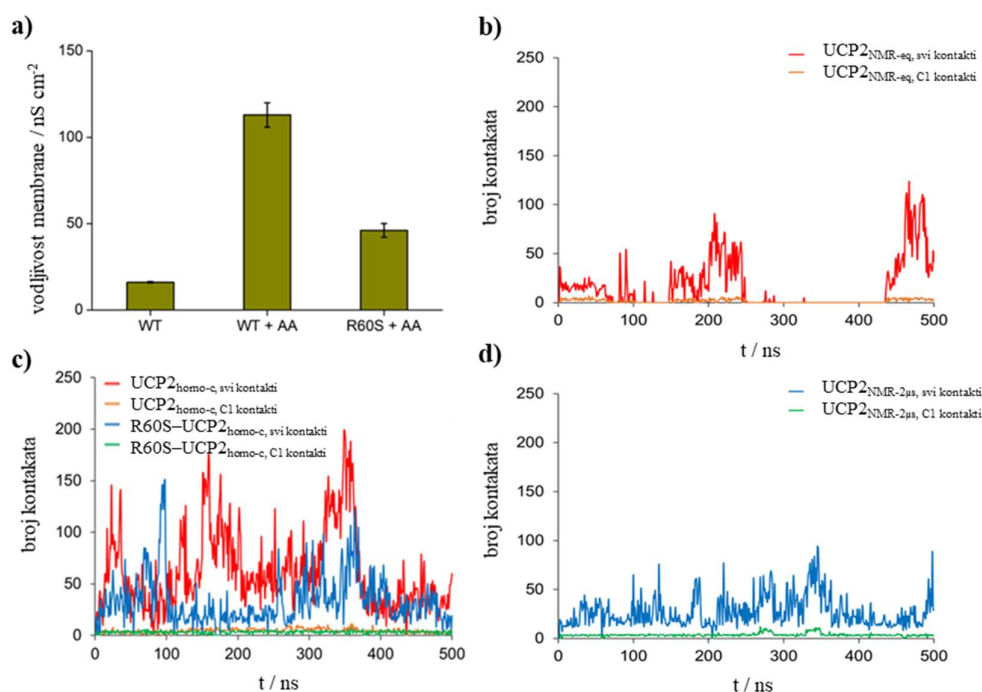 a)
vodljivost membrane / nS cm⁻²
150
100
50
0
WT
WT + AA
R60S + AA
b)
UCP2NMR-eq, svi kontakti
UCP2NMR-eq, C1 kontakti
broj kontakata
250
200
150
100
50
0
0 100 200 300 400 500
t / ns
c)
UCP2homo-c, svi kontakti
UCP2homo-c, C1 kontakti
R60S–UCP2homo-c, svi kontakti
R60S–UCP2homo-c, C1 kontakti
broj kontakata
250
200
150
100
50
0
0 100 200 300 400 500
t / ns
d)
UCP2NMR-2μs, svi kontakti
UCP2NMR-2μs, C1 kontakti
broj kontakata
250
200
150
100
50
0
0 100 200 300 400 500
t / ns